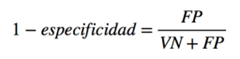 1 − especificidad = FP / VN + FP